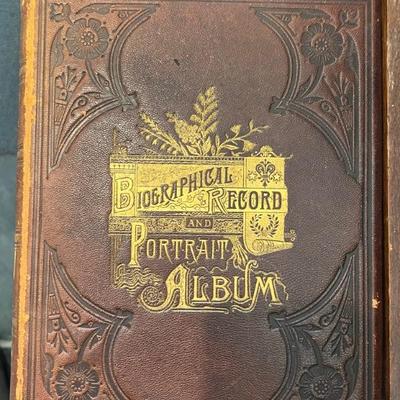 BIOGRAPHICAL
RECORD
AND
PORTRAIT
ALBUM